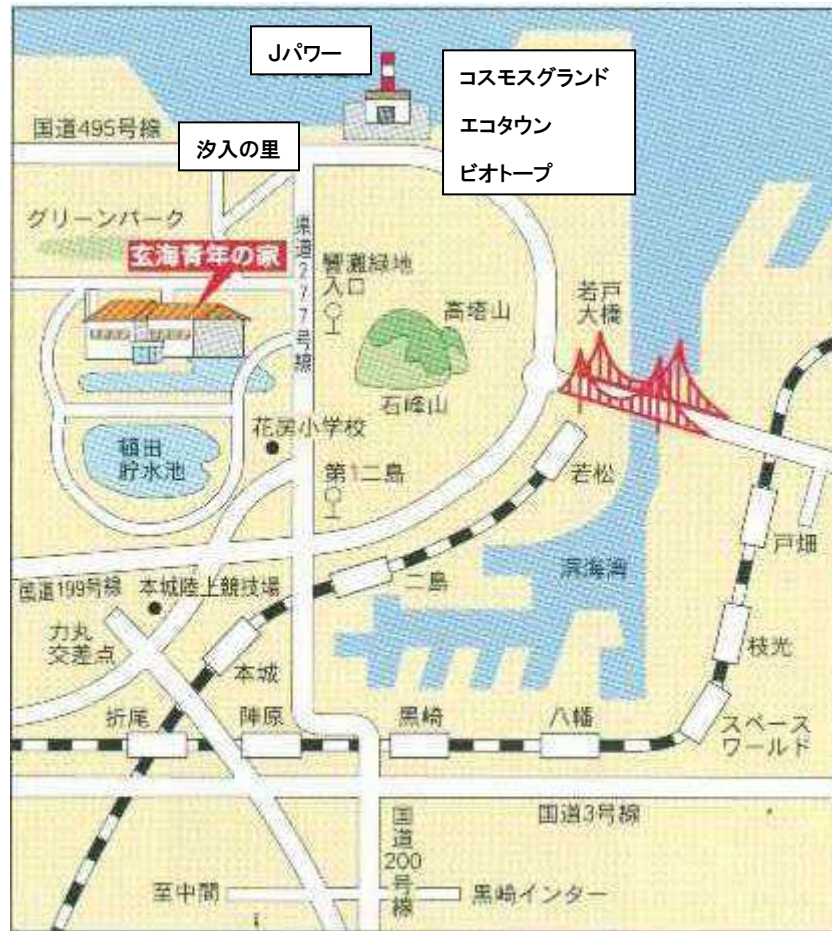 Jパワー
コスモスグランド
エコタウン
ビオトープ
国道495号線
汐入の里
グリーンパーク
玄海青年の家
県道277号線
響灘緑地
入口
高塔山
石峰山
若戸
大橋
花房小学校
頓田
貯水池
第1二島
若松
戸畑
洞海湾
二島
国道199号線
本城陸上競技場
力丸
交差点
本城
枝光
折尾
陣原
黒崎
八幡
スペース
ワールド
国道3号線
国道200号線
至中間
黒崎インター